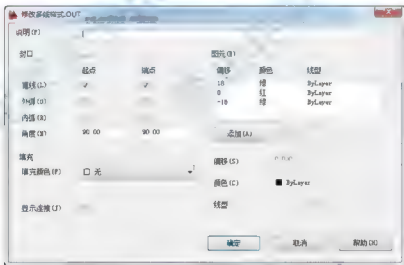 修改多线样式:OUT
说明(P)
封口
起点 端点
直线(L)
外弧(O)
内弧(R)
角度(N) 90.00 90.00
填充
填充颜色(F) 无
显示连接(J)
图元(E)
偏移 颜色 线型
10 绿 ByLayer
0 红 ByLayer
-10 绿 ByLayer
添加(A)
偏移(S)
颜色(C) ByLayer
线型
确定 取消 帮助(H)